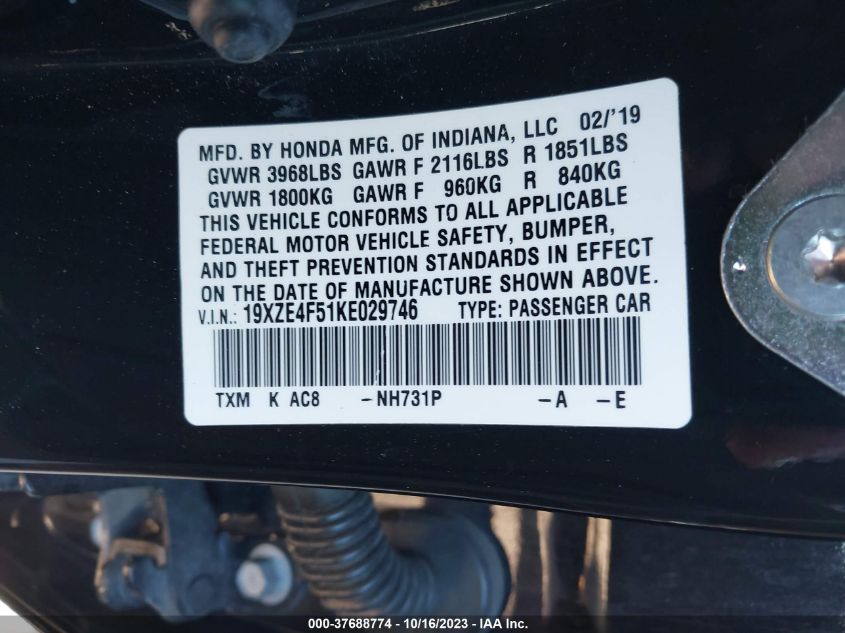 MFD. BY HONDA MFG. OF INDIANA, LLC 02/'19
GVWR 3968LBS GAWR F 2116LBS R 1851LBS
GVWR 1800KG GAWR F 960KG R 840KG
THIS VEHICLE CONFORMS TO ALL APPLICABLE
FEDERAL MOTOR VEHICLE SAFETY, BUMPER,
AND THEFT PREVENTION STANDARDS IN EFFECT
ON THE DATE OF MANUFACTURE SHOWN ABOVE.
V.I.N.: 19XZE4F51KE029746 TYPE: PASSENGER CAR
TXM K AC8 -NH731P -A -E
000-37688774 - 10/16/2023 - IAA Inc.